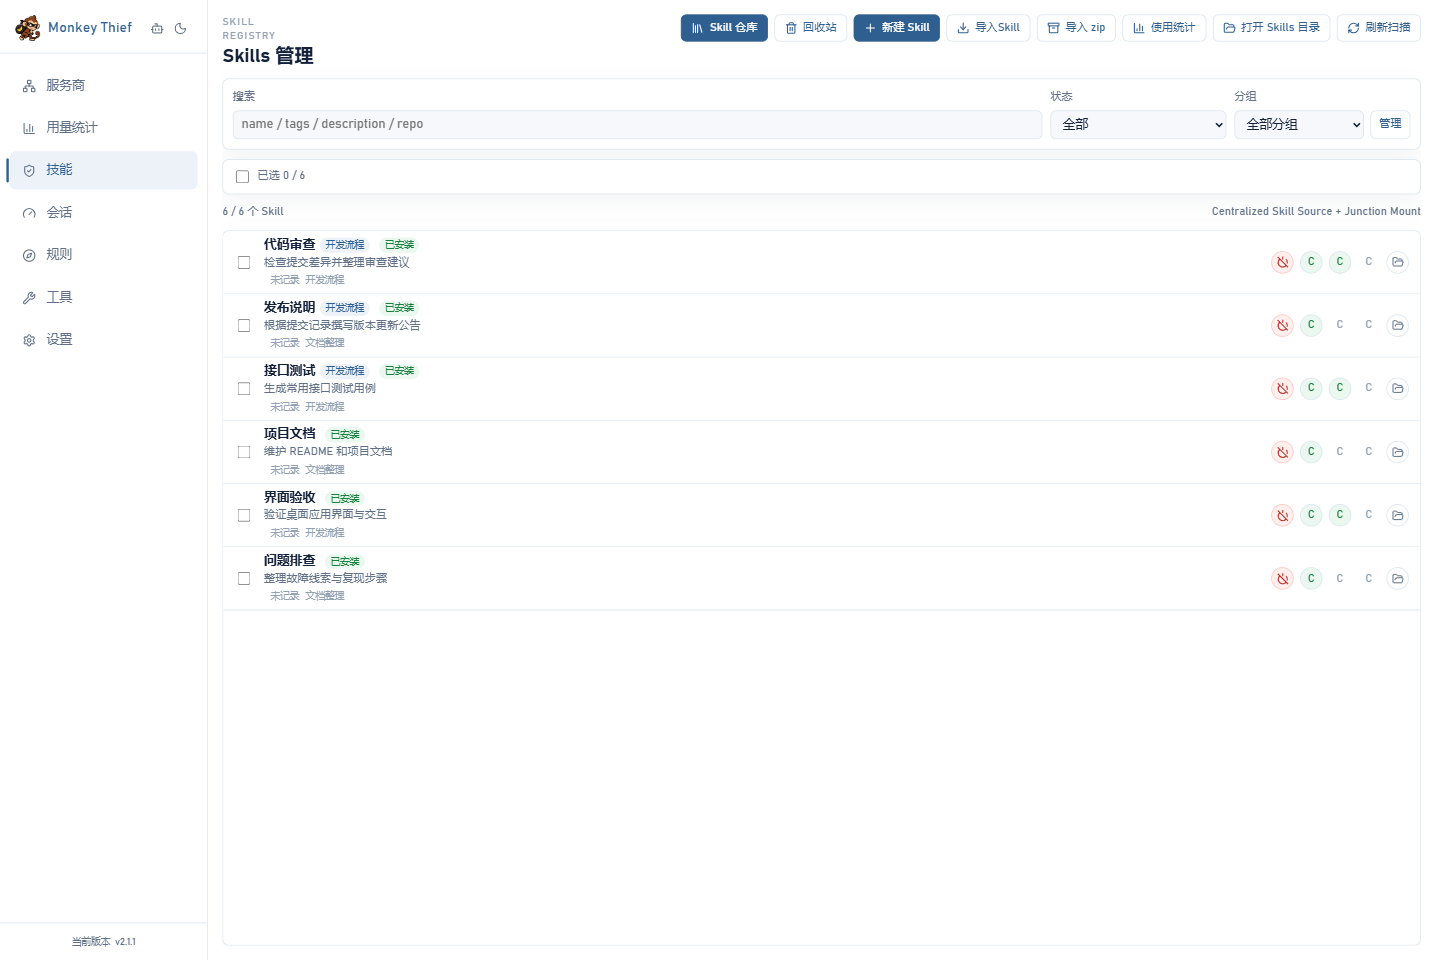 Monkey Thief
服务商
用量统计
技能
会话
规则
工具
设置
当前版本 v2.1.1
SKILL
REGISTRY
Skills 管理
Skill 仓库
回收站
新建 Skill
导入Skill
导入 zip
使用统计
打开 Skills 目录
刷新扫描
搜索
状态
分组
name / tags / description / repo
全部
全部分组
管理
已选 0 / 6
6 / 6 个 Skill
Centralized Skill Source + Junction Mount
代码审查 开发流程 已安装
检查提交差异并整理审查建议
未记录 开发流程
C C C
发布说明 开发流程 已安装
根据提交记录撰写版本更新公告
未记录 文档整理
C C C
接口测试 开发流程 已安装
生成常用接口测试用例
未记录 开发流程
C C C
项目文档 已安装
维护 README 和项目文档
未记录 文档整理
C C C
界面验收 已安装
验证桌面应用界面与交互
未记录 开发流程
C C C
问题排查 已安装
整理故障线索与复现步骤
未记录 文档整理
C C C